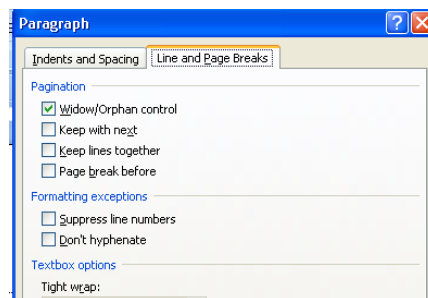 Paragraph
Indents and Spacing Line and Page Breaks
Pagination
Widow/Orphan control
Keep with next
Keep lines together
Page break before
Formatting exceptions
Suppress line numbers
Don't hyphenate
Textbox options
Tight wrap: